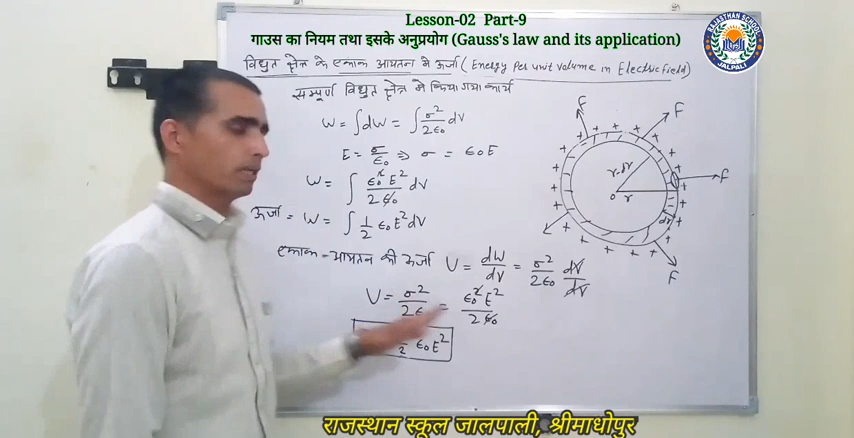 Lesson-02 Part-9
गाउस का नियम तथा इसके अनुप्रयोग (Gauss's law and its application)
RAJASTHAN SCHOOL
JALPALI
विद्युत क्षेत्र के एकांक आयतन में ऊर्जा (Energy Per unit volume in Electric field)
सम्पूर्ण विद्युत क्षेत्र में किया गया कार्य
W = ∫dW = ∫ σ²/2ϵ₀ dV
E = σ/ϵ₀ ⇒ σ = ϵ₀E
W = ∫ ϵ₀²E²/2ϵ₀ dV
ऊर्जा = W = ∫ 1/2 ϵ₀E² dV
एकांक-आयतन की ऊर्जा U = dW/dV = σ²/2ϵ₀ dV/dV
U = σ²/2ϵ = ϵ₀²E²/2ϵ₀
2 ϵ₀E²
F
F
F
F
r-dr
o r
dr
राजस्थान स्कूल जालपाली, श्रीमाधोपुर